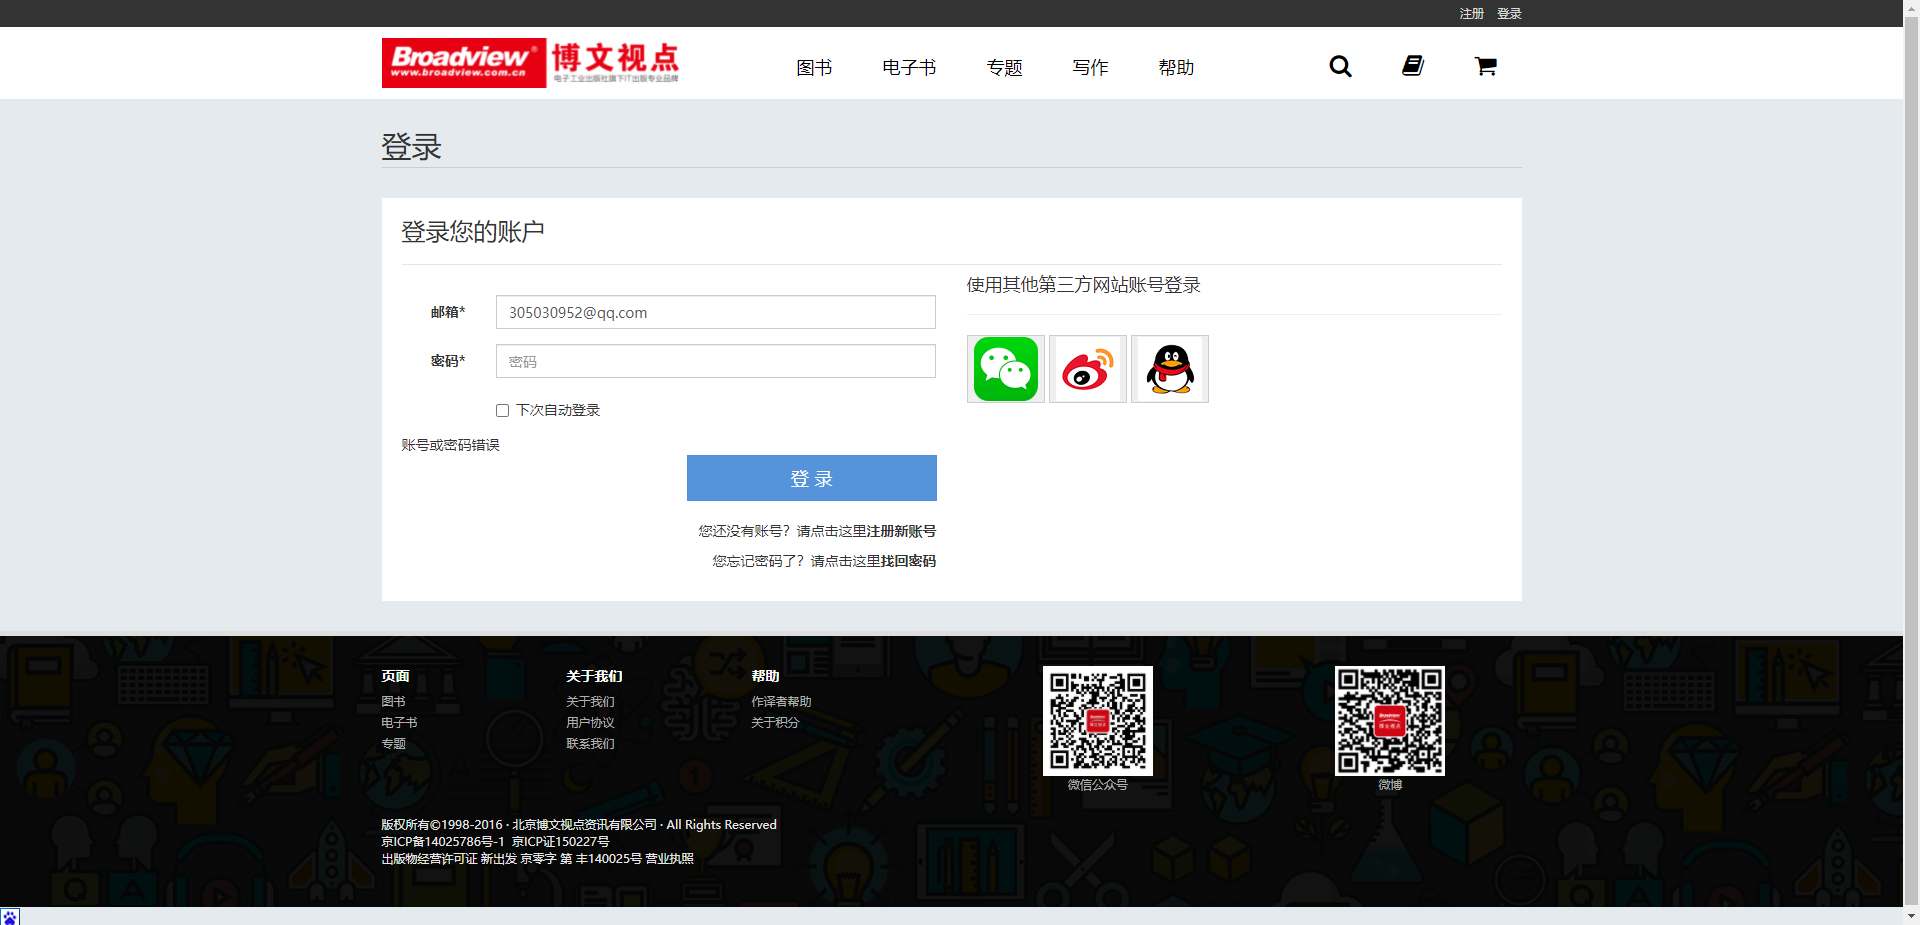 注册 登录
Broadview®
www.broadview.com.cn
博文视点
电子工业出版社旗下IT出版专业品牌
图书 电子书 专题 写作 帮助
登录
登录您的账户
使用其他第三方网站账号登录
邮箱* 305030952@qq.com
密码* 密码
下次自动登录
账号或密码错误
登 录
您还没有账号？请点击这里注册新账号
您忘记密码了？请点击这里找回密码
页面 关于我们 帮助
图书 关于我们 作译者帮助
电子书 用户协议 关于积分
专题 联系我们
微信公众号 微博
版权所有©1998-2016 · 北京博文视点资讯有限公司 · All Rights Reserved
京ICP备14025786号-1 京ICP证150227号
出版物经营许可证 新出发 京零字 第 丰140025号 营业执照